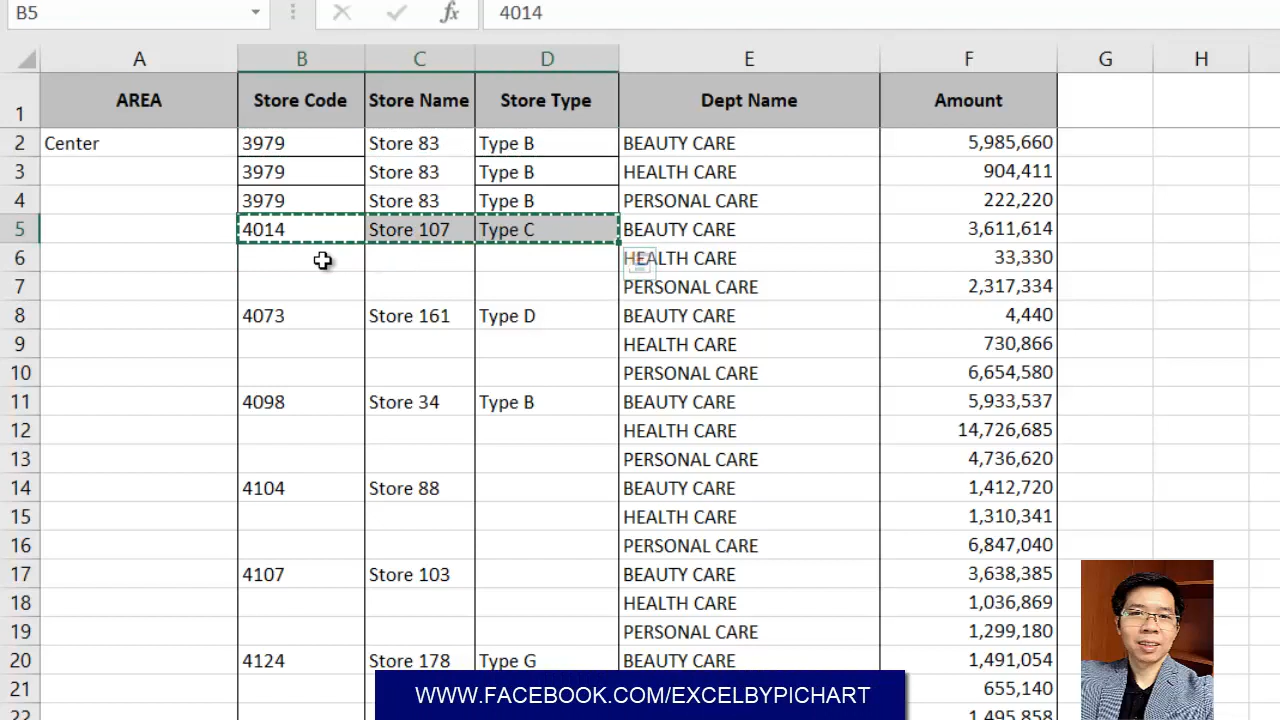 B5 fx 4014
A B C D E F G H
1 AREA Store Code Store Name Store Type Dept Name Amount
2 Center 3979 Store 83 Type B BEAUTY CARE 5,985,660
3 3979 Store 83 Type B HEALTH CARE 904,411
4 3979 Store 83 Type B PERSONAL CARE 222,220
5 4014 Store 107 Type C BEAUTY CARE 3,611,614
6 HEALTH CARE 33,330
7 PERSONAL CARE 2,317,334
8 4073 Store 161 Type D BEAUTY CARE 4,440
9 HEALTH CARE 730,866
10 PERSONAL CARE 6,654,580
11 4098 Store 34 Type B BEAUTY CARE 5,933,537
12 HEALTH CARE 14,726,685
13 PERSONAL CARE 4,736,620
14 4104 Store 88 BEAUTY CARE 1,412,720
15 HEALTH CARE 1,310,341
16 PERSONAL CARE 6,847,040
17 4107 Store 103 BEAUTY CARE 3,638,385
18 HEALTH CARE 1,036,869
19 PERSONAL CARE 1,299,180
20 4124 Store 178 Type G BEAUTY CARE 1,491,054
21 655,140
22 1,495,858
WWW.FACEBOOK.COM/EXCELBYPICHART